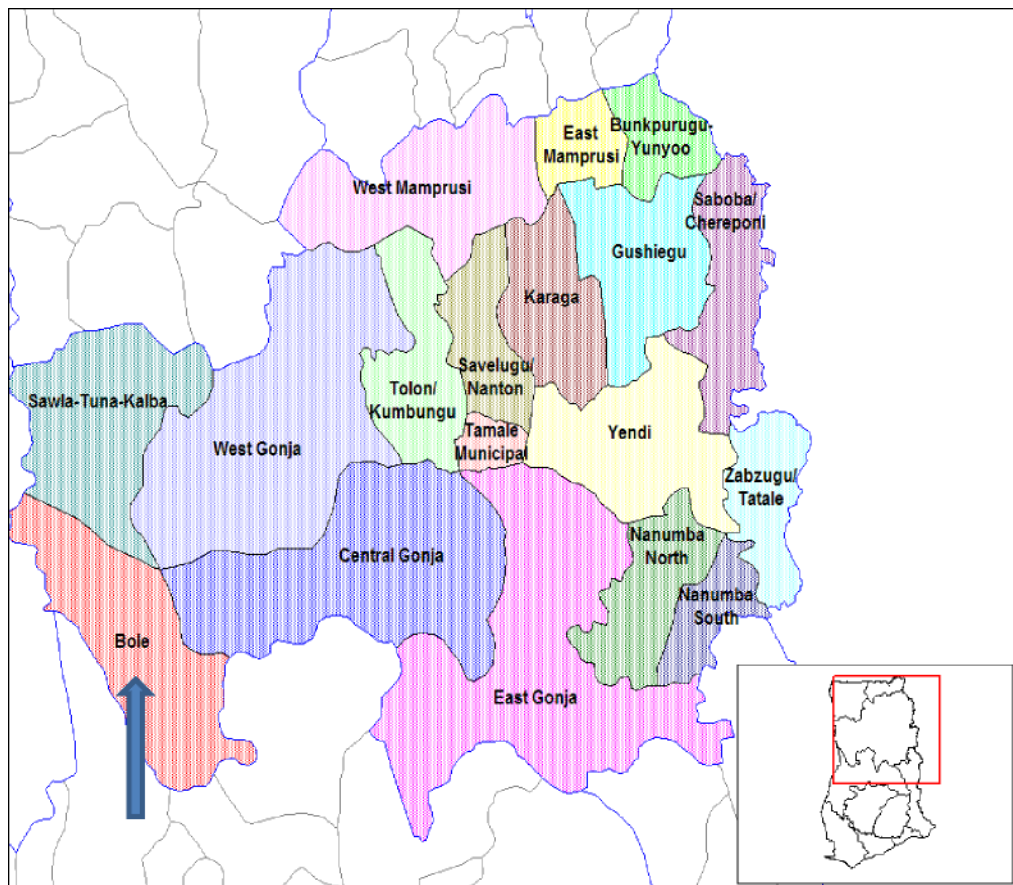 East
Mamprusi
Bunkpurugu-
Yunyoo
West Mamprusi
Saboba/
Chereponi
Gushiegu
Karaga
Savelugu/
Nanton
Sawla-Tuna-Kalba
Tolon/
Kumbungu
Tamale
Municipal
Yendi
West Gonja
Zabzugu/
Tatale
Nanumba
North
Central Gonja
Nanumba
South
Bole
East Gonja